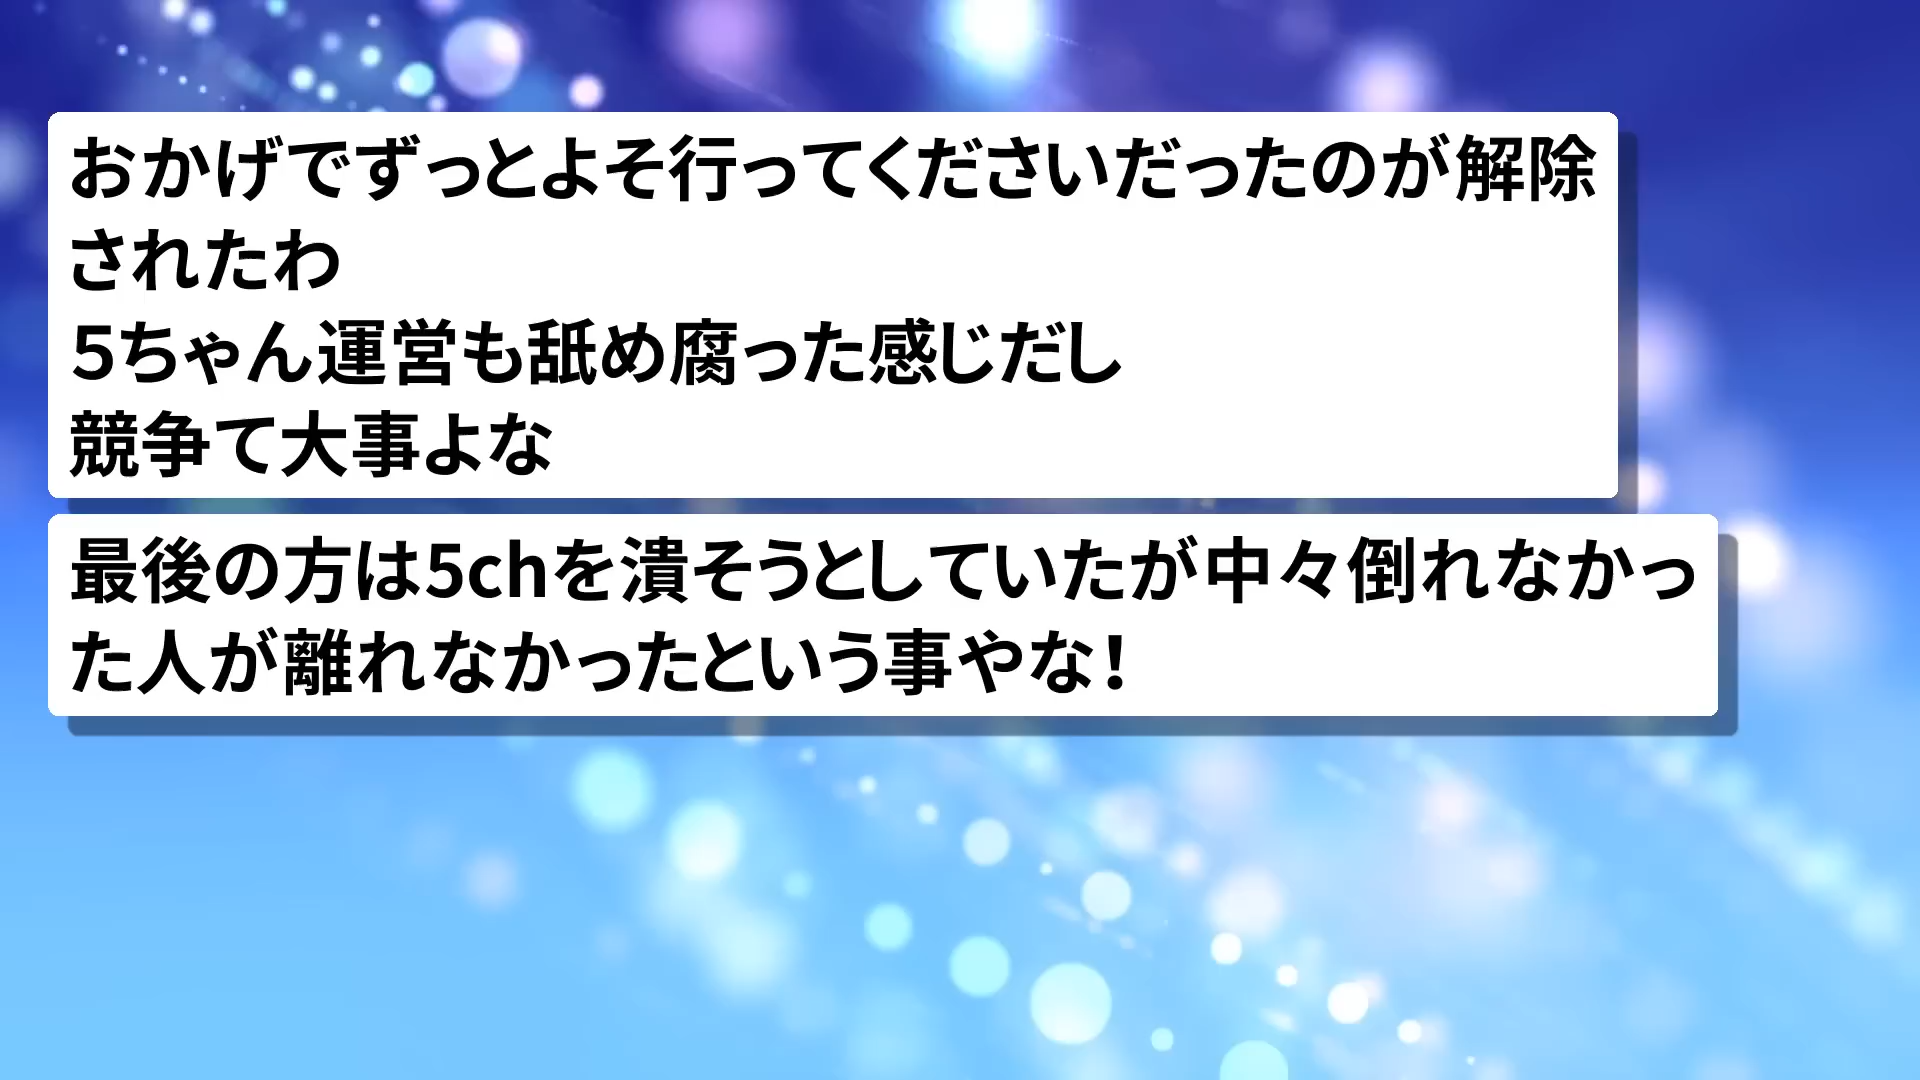 おかげでずっとよそ行ってくださいだったのが解除
されたわ
５ちゃん運営も舐め腐った感じだし
競争て大事よな
最後の方は5chを潰そうとしていたが中々倒れなかっ
た人が離れなかったという事やな！